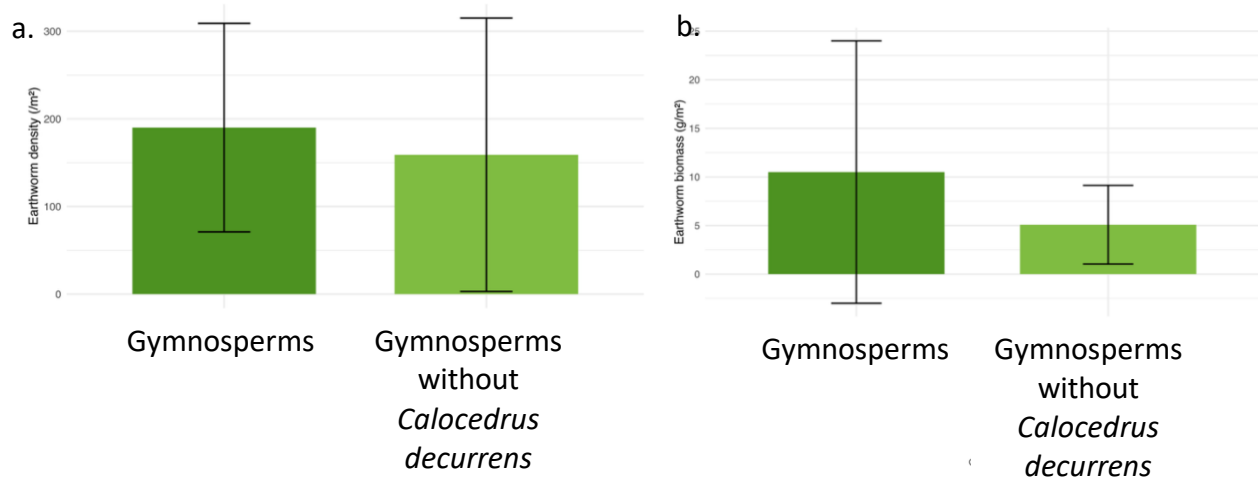 a.
300
200
100
0
Earthworm density (/m²)
Gymnosperms
Gymnosperms
without
Calocedrus
decurrens
b.
25
20
15
10
5
0
Earthworm biomass (g/m²)
Gymnosperms
Gymnosperms
without
Calocedrus
decurrens